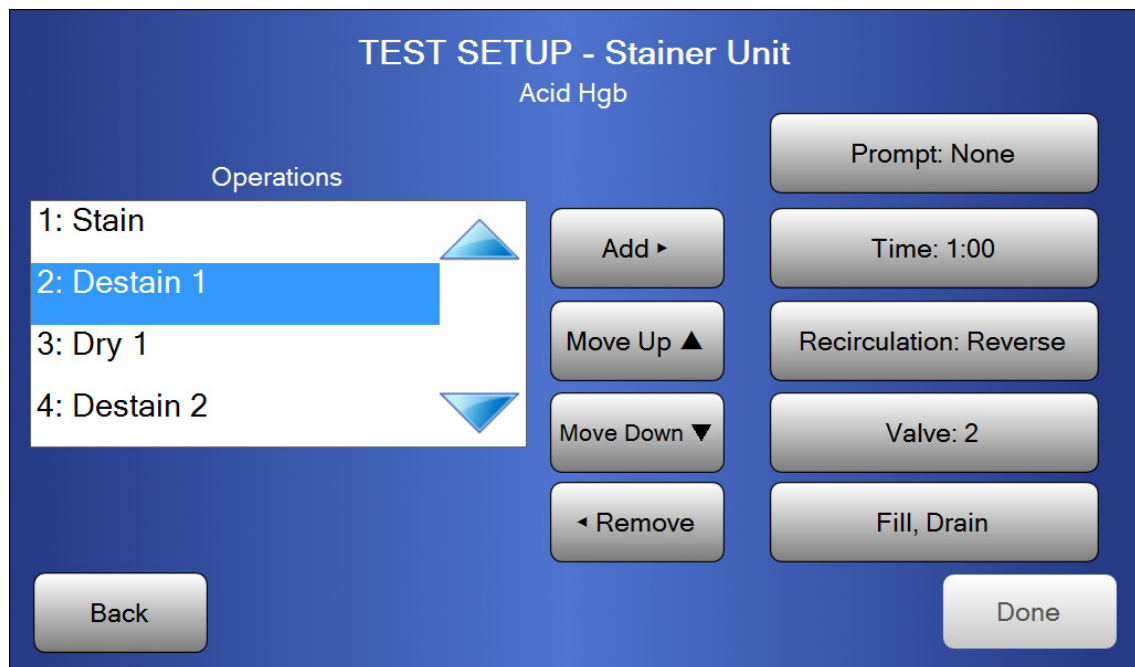 TEST SETUP - Stainer Unit
Acid Hgb
Operations
1: Stain
2: Destain 1
3: Dry 1
4: Destain 2
Add ▸
Move Up ▲
Move Down ▼
◂ Remove
Prompt: None
Time: 1:00
Recirculation: Reverse
Valve: 2
Fill, Drain
Back
Done